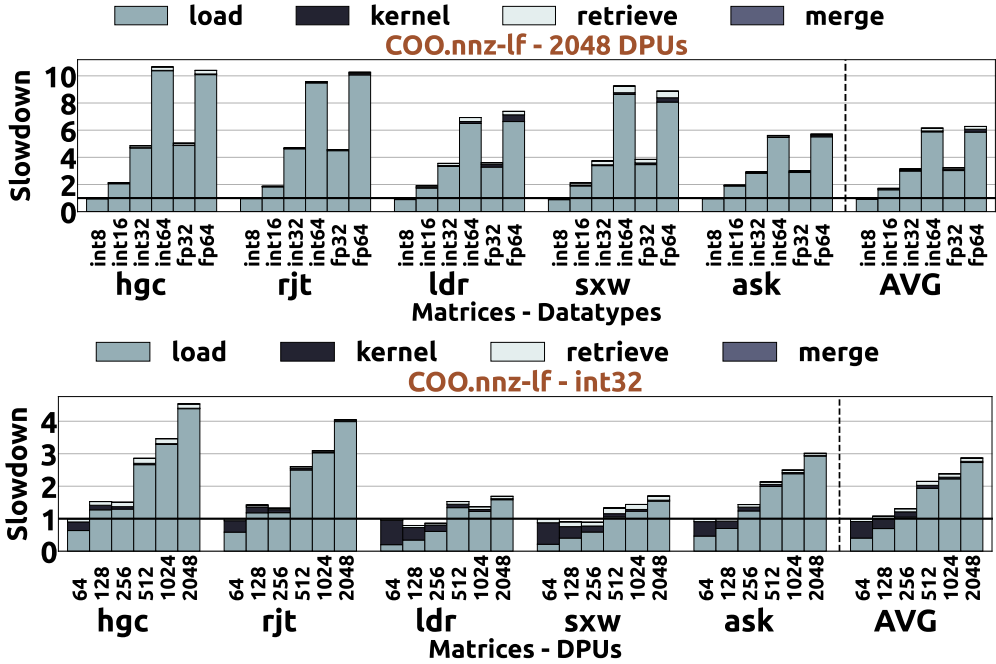 load kernel retrieve merge
COO.nnz-lf - 2048 DPUs
Slowdown
10
8
6
4
2
0
int8 int16 int32 int64 fp32 fp64 int8 int16 int32 int64 fp32 fp64 int8 int16 int32 int64 fp32 fp64 int8 int16 int32 int64 fp32 fp64 int8 int16 int32 int64 fp32 fp64 int8 int16 int32 int64 fp32 fp64
hgc rjt ldr sxw ask AVG
Matrices - Datatypes
load kernel retrieve merge
COO.nnz-lf - int32
Slowdown
4
3
2
1
0
64 128 256 512 1024 2048 64 128 256 512 1024 2048 64 128 256 512 1024 2048 64 128 256 512 1024 2048 64 128 256 512 1024 2048 64 128 256 512 1024 2048
hgc rjt ldr sxw ask AVG
Matrices - DPUs